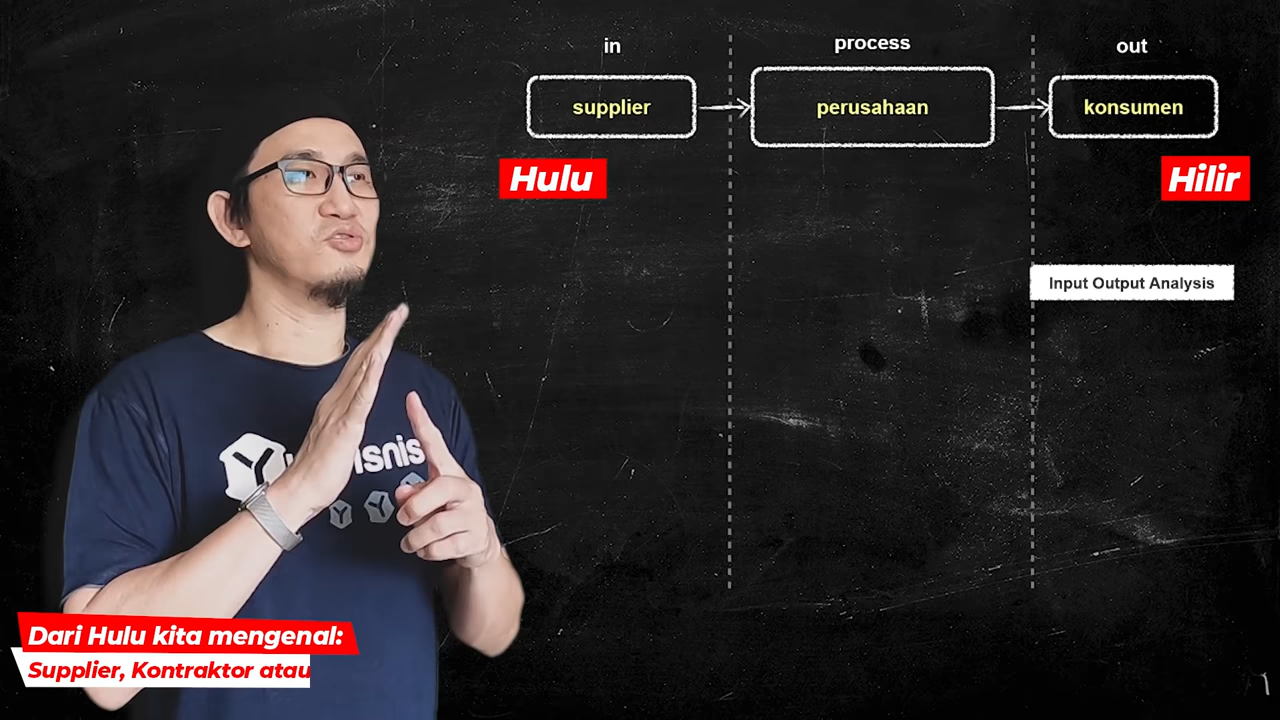 in
process
out
supplier
perusahaan
konsumen
Hulu
Hilir
Input Output Analysis
Dari Hulu kita mengenal:
Supplier, Kontraktor atau